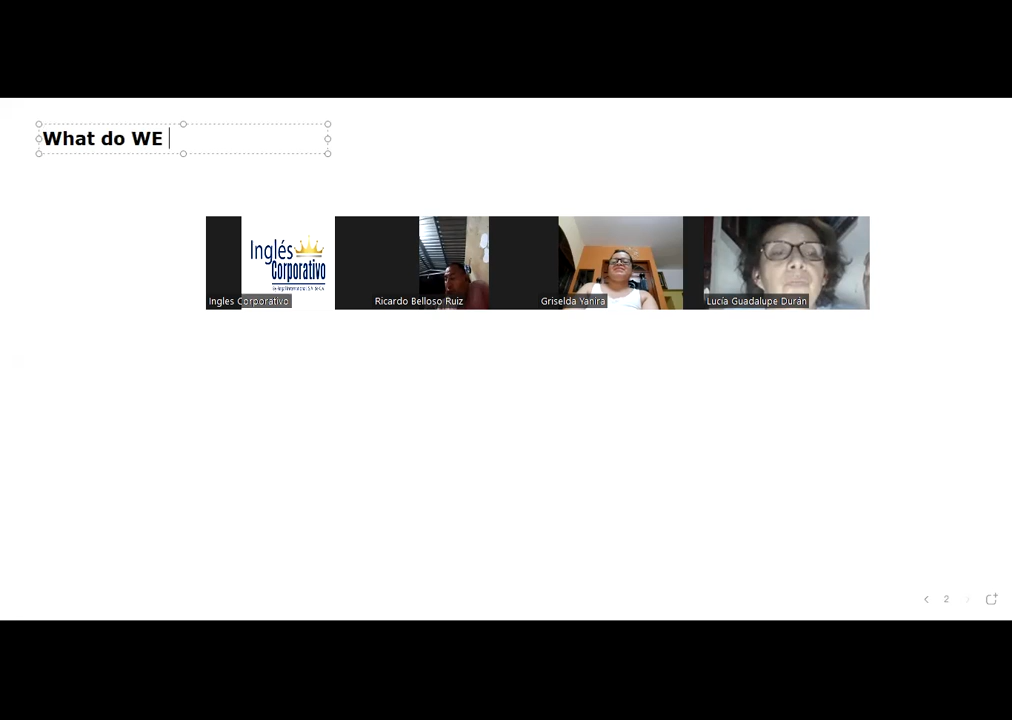 What do WE
Inglés
Corporativo
Ingles Corporativo
Ricardo Belloso Ruiz
Griselda Yanira
Lucía Guadalupe Durán
2